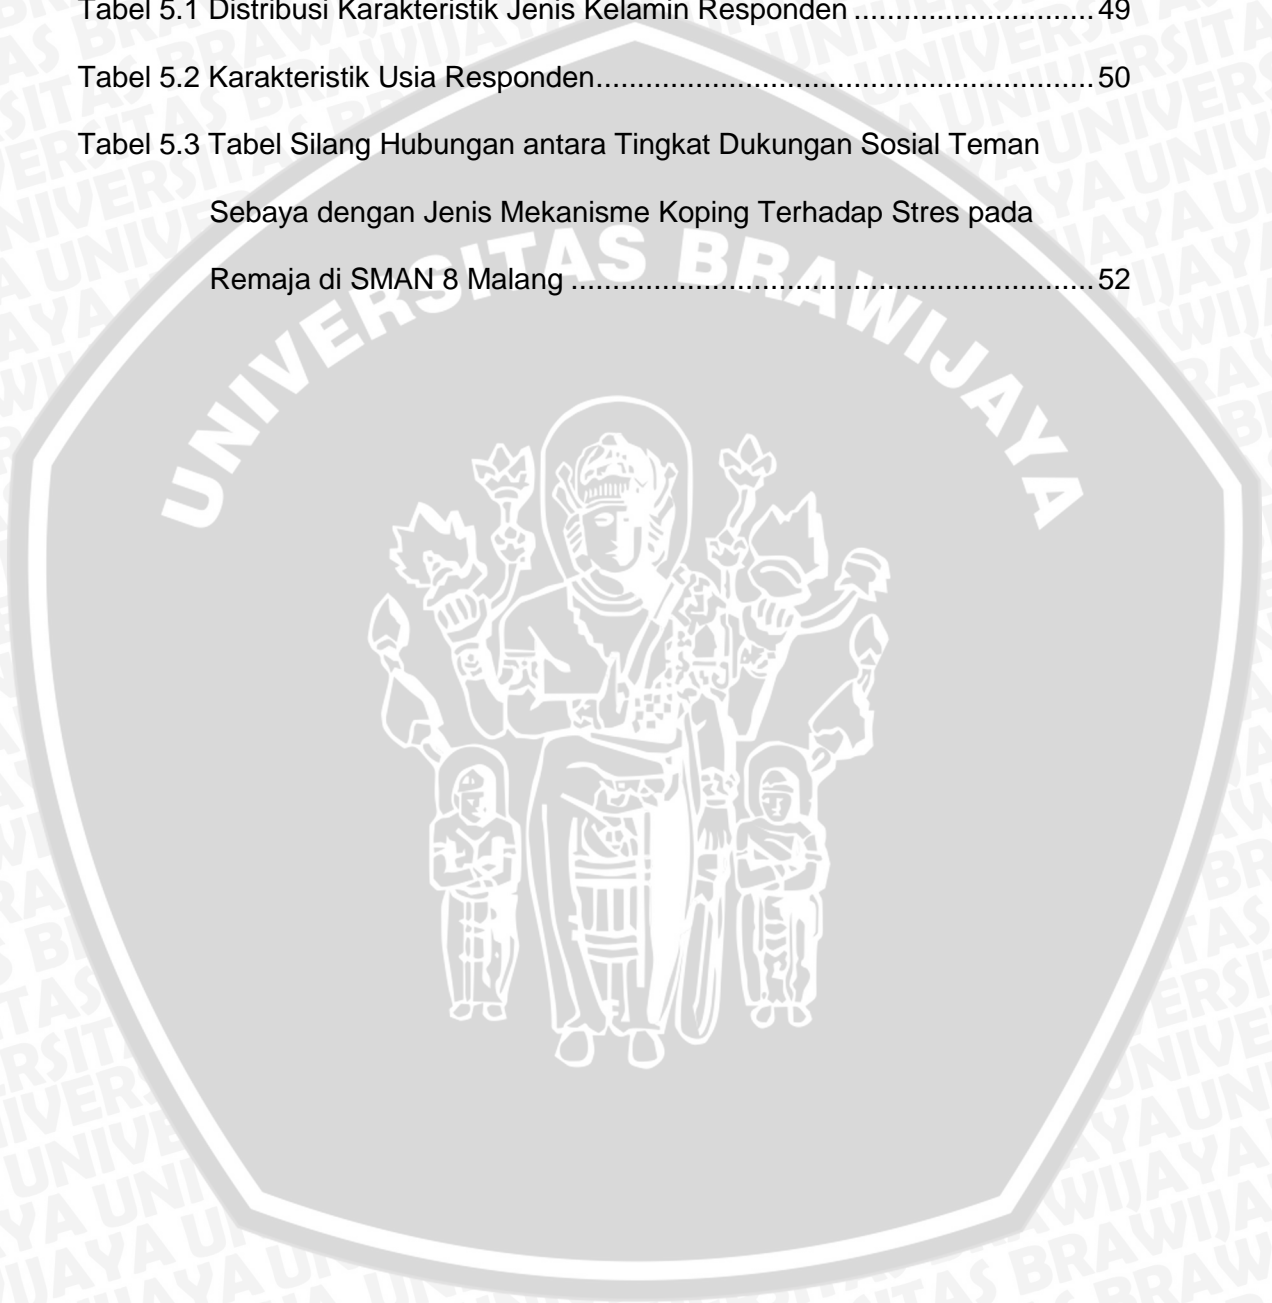 Tabel 5.1 Distribusi Karakteristik Jenis Kelamin Responden ............................. 49
Tabel 5.2 Karakteristik Usia Responden............................................................. 50
Tabel 5.3 Tabel Silang Hubungan antara Tingkat Dukungan Sosial Teman
Sebaya dengan Jenis Mekanisme Koping Terhadap Stres pada
Remaja di SMAN 8 Malang ................................................................ 52
UNIVERSITAS BRAWIJAYA